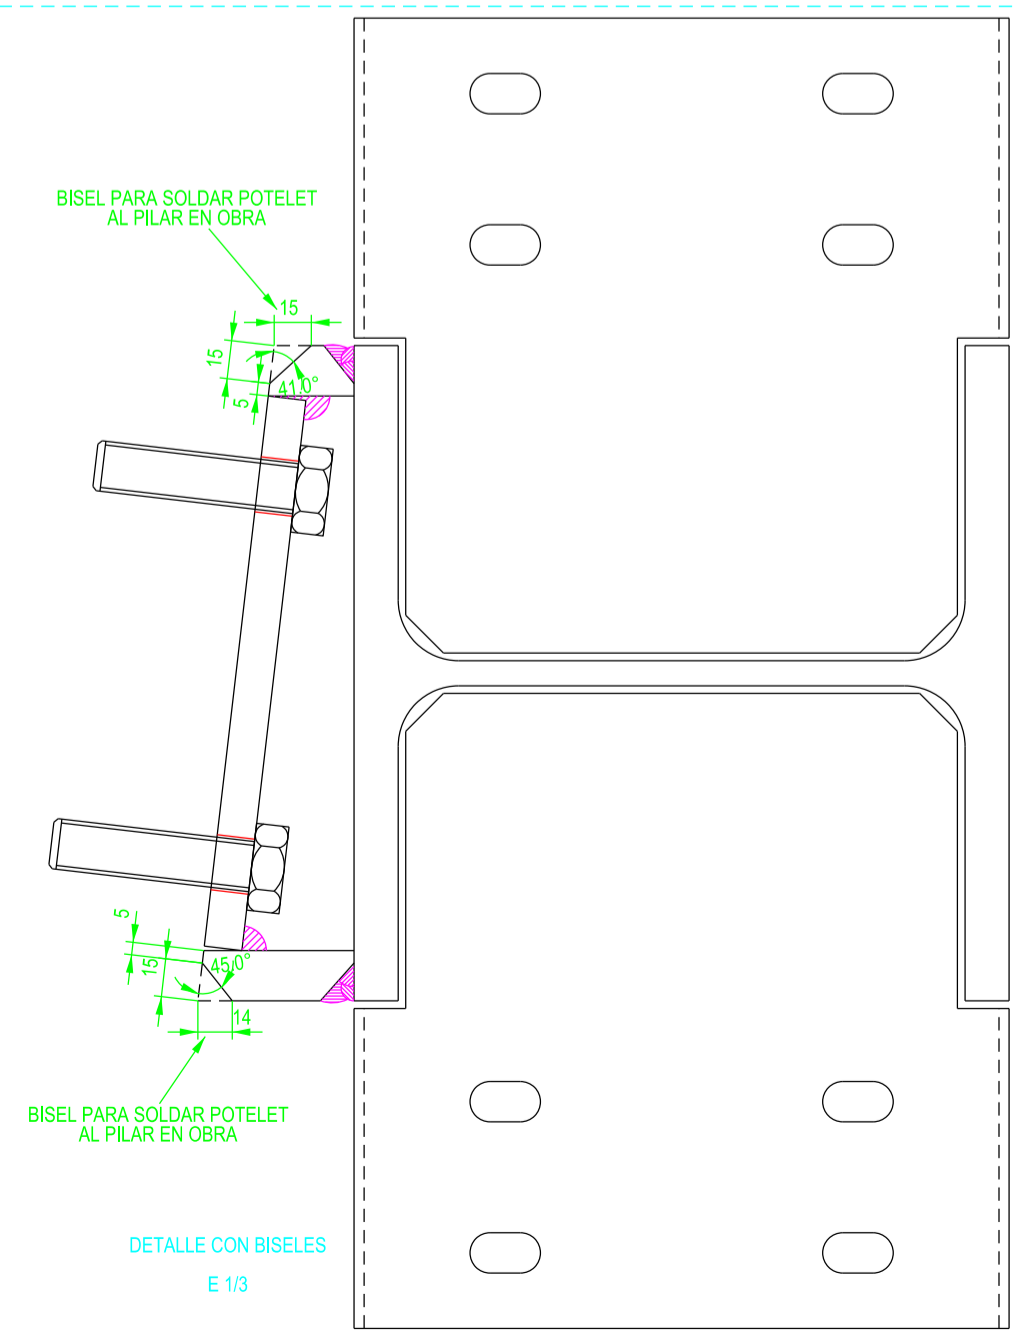 BISEL PARA SOLDAR POTELET
AL PILAR EN OBRA
15
15
41.0°
5
5
45.0°
15
14
BISEL PARA SOLDAR POTELET
AL PILAR EN OBRA
DETALLE CON BISELES
E 1/3